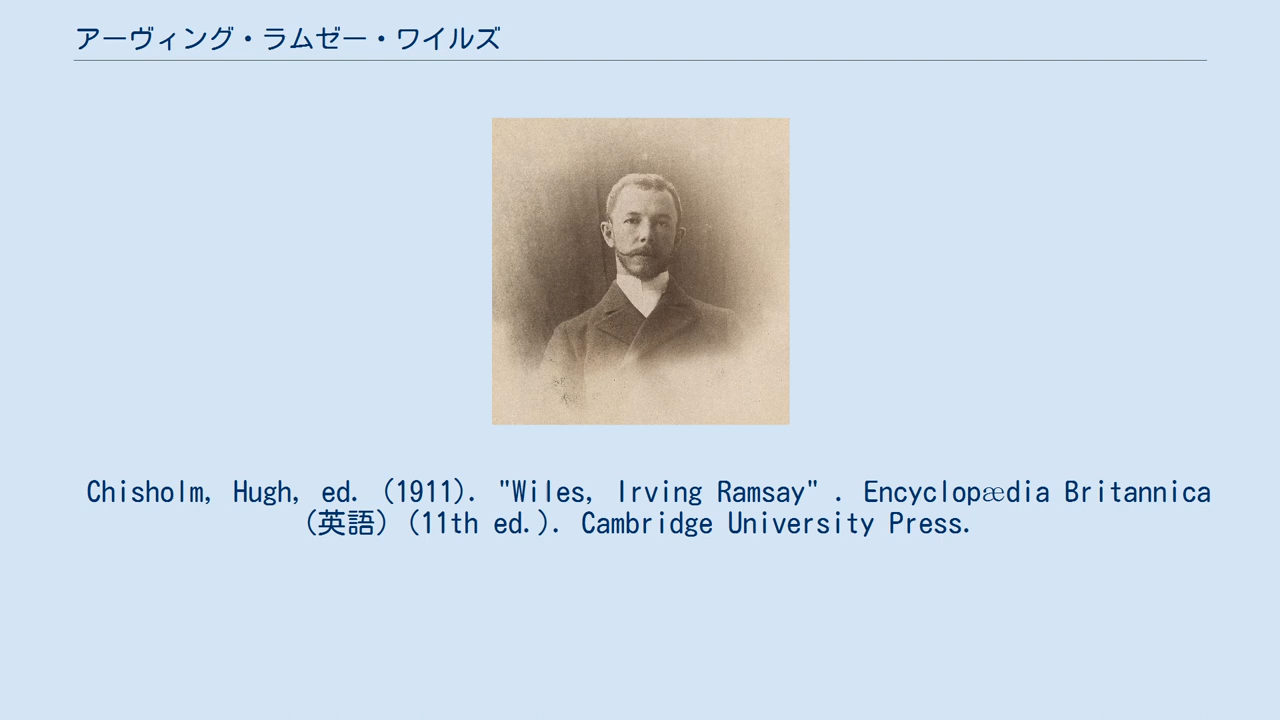 アーヴィング・ラムゼー・ワイルズ
Chisholm, Hugh, ed. (1911). "Wiles, Irving Ramsay" . Encyclopædia Britannica
(英語) (11th ed.). Cambridge University Press.